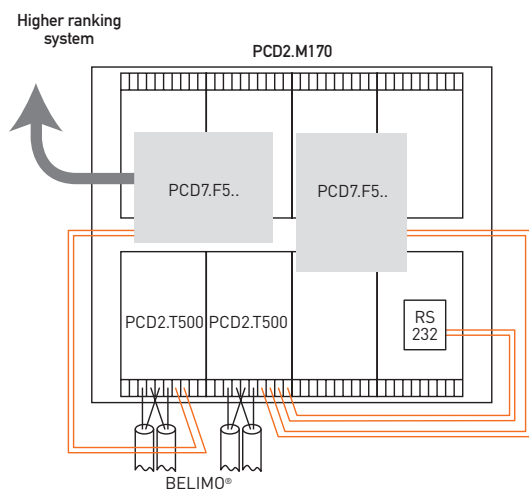 Higher ranking
system
PCD2.M170
PCD7.F5..
PCD7.F5..
PCD2.T500
PCD2.T500
RS
232
BELIMO®